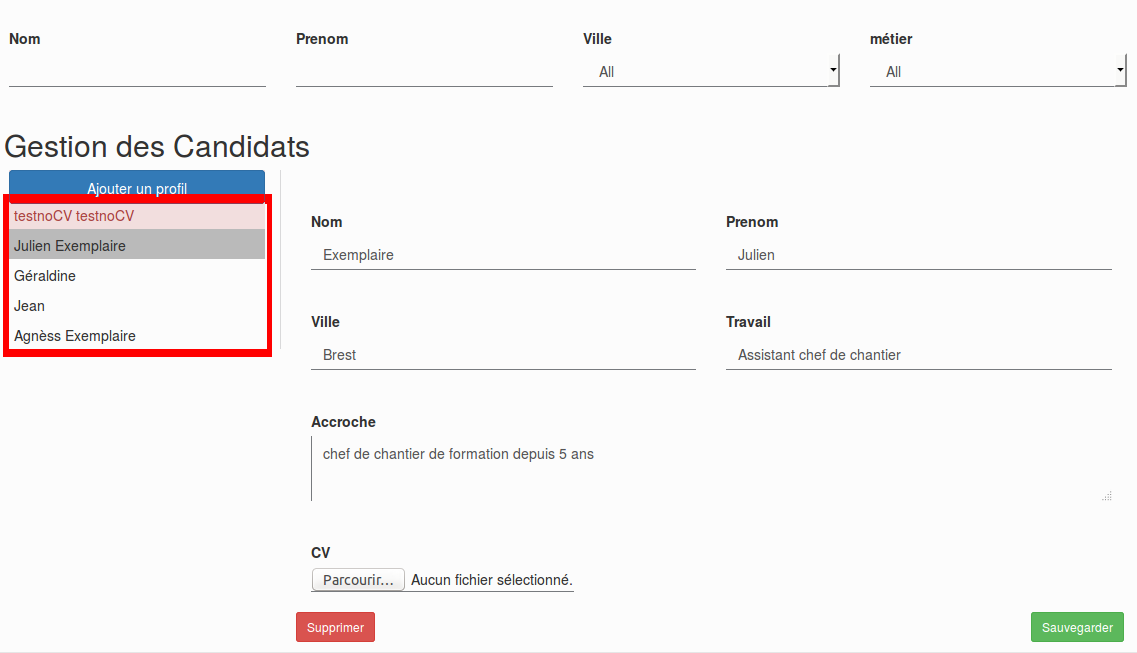 Nom Prenom Ville métier
All All
Gestion des Candidats
Ajouter un profil
testnoCV testnoCV
Julien Exemplaire
Géraldine
Jean
Agnèss Exemplaire
Nom Prenom
Exemplaire Julien
Ville Travail
Brest Assistant chef de chantier
Accroche
chef de chantier de formation depuis 5 ans
CV
Parcourir... Aucun fichier sélectionné.
Supprimer Sauvegarder